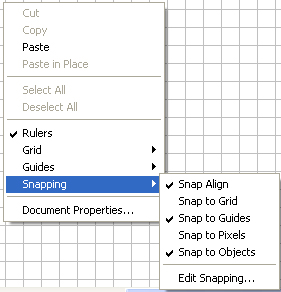 Cut
Copy
Paste
Paste in Place
Select All
Deselect All
Rulers
Grid
Guides
Snapping
Document Properties...
Snap Align
Snap to Grid
Snap to Guides
Snap to Pixels
Snap to Objects
Edit Snapping...